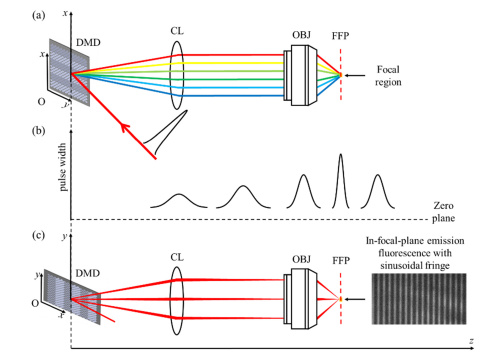 (a)
x
DMD
CL
OBJ
FFP
x
O
y
Focal
region
(b)
pulse width
Zero
plane
(c)
y
DMD
CL
OBJ
FFP
In-focal-plane emission
fluorescence with
sinusoidal fringe
y
O
x
z